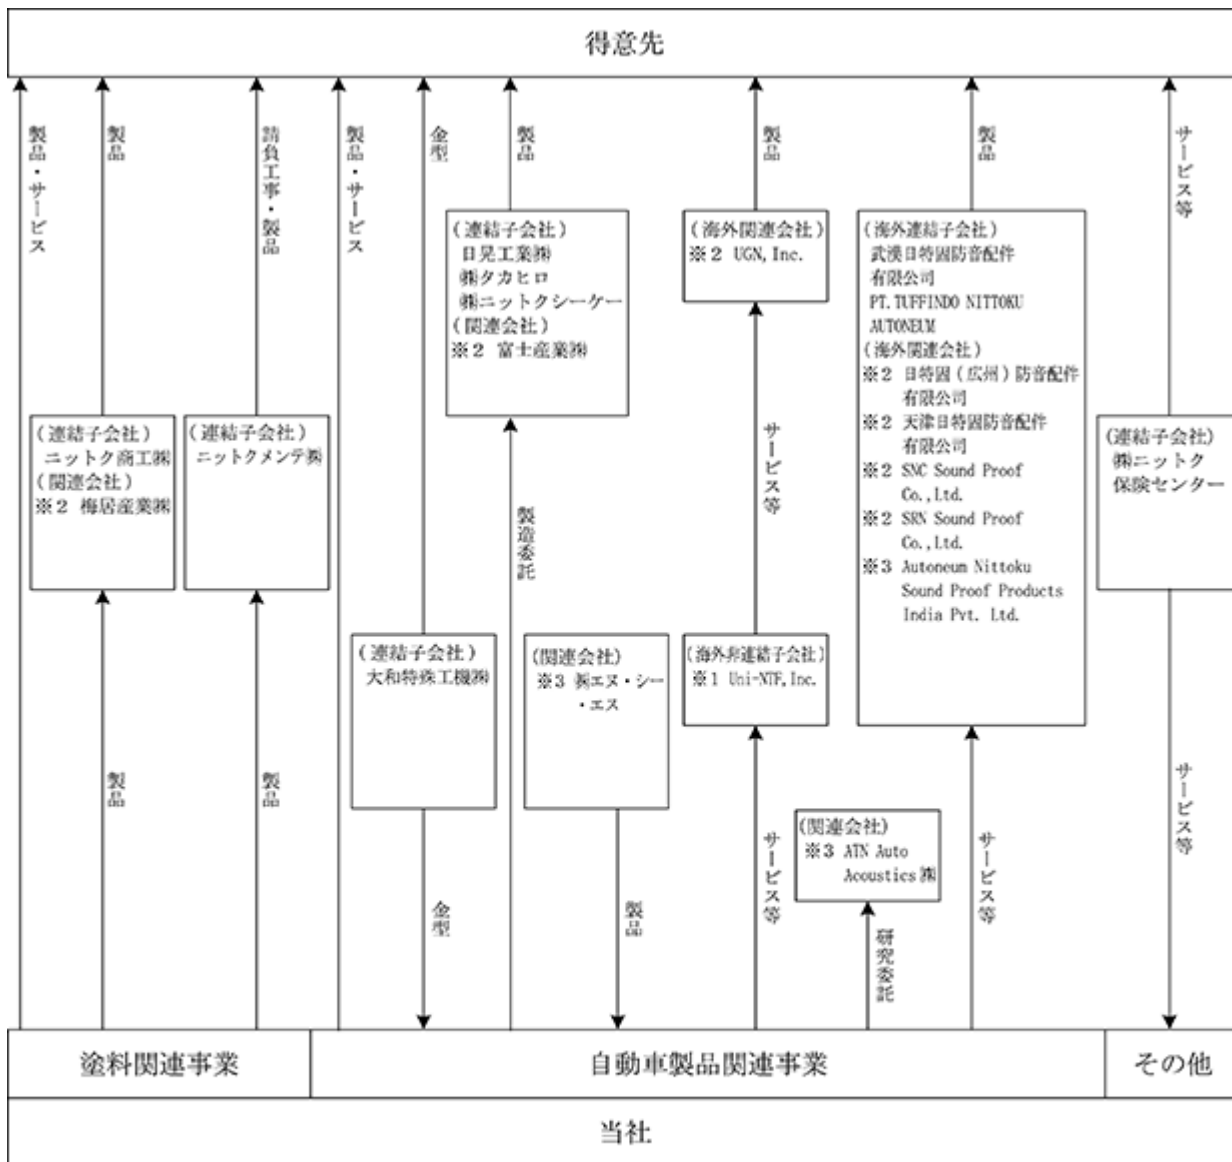 得意先
製品・サービス
製品
請負工事・製品
製品・サービス
金型
製品
製品
製品
サービス等
(連結子会社)
日晃工業㈱
㈱タカヒロ
㈱ニットクシーケー
(関連会社)
※2 富士産業㈱
(海外関連会社)
※2 UGN,Inc.
(海外連結子会社)
武漢日特固防音配件
有限公司
PT.TUFFINDO NITTOKU
AUTONEUM
(海外関連会社)
※2 日特固(広州)防音配件
有限公司
※2 天津日特固防音配件
有限公司
※2 SNC Sound Proof
Co.,Ltd.
※2 SRN Sound Proof
Co.,Ltd.
※3 Autoneum Nittoku
Sound Proof Products
India Pvt. Ltd.
(連結子会社)
ニットク商工㈱
(関連会社)
※2 梅居産業㈱
(連結子会社)
ニットクメンテ㈱
製造委託
サービス等
(連結子会社)
㈱ニットク
保険センター
(連結子会社)
大和特殊工機㈱
(関連会社)
※3 ㈱エヌ・シー
・エス
(海外非連結子会社)
※1 Uni-NTF,Inc.
(関連会社)
※3 ATN Auto
Acoustics㈱
製品
製品
金型
製品
サービス等
研究委託
サービス等
サービス等
塗料関連事業
自動車製品関連事業
その他
当社